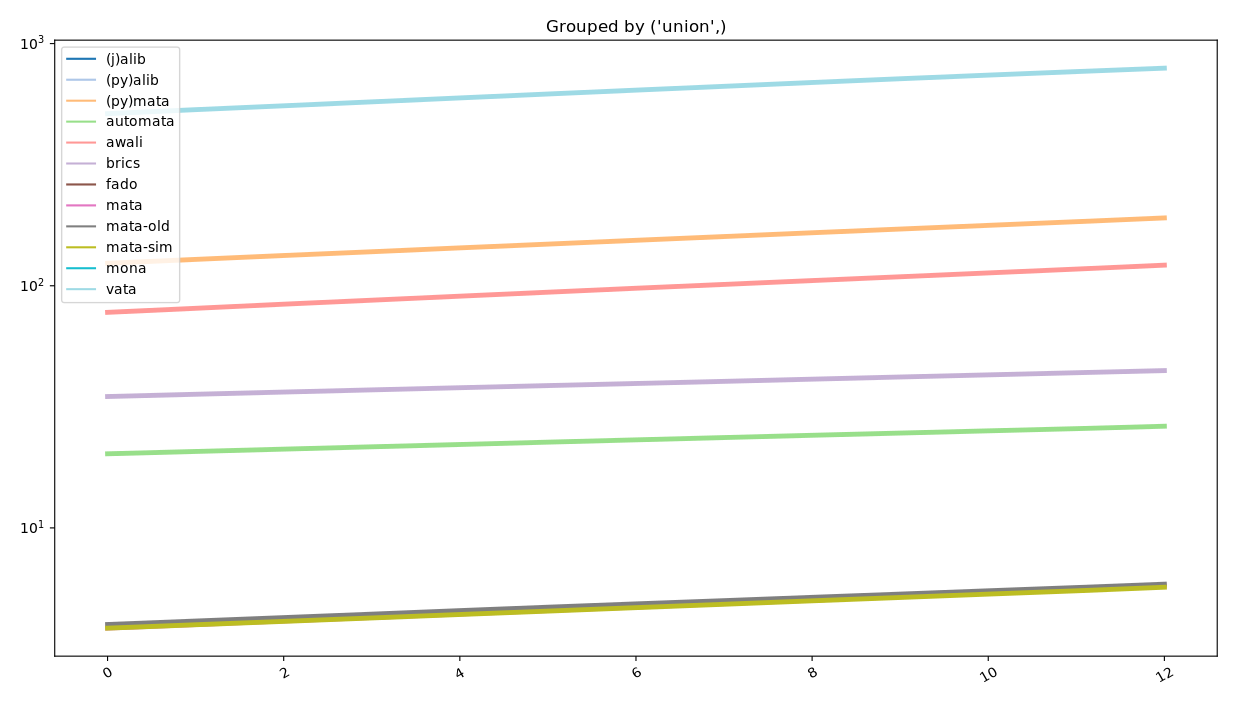 Grouped by ('union',)
10³
10²
10¹
(j)alib
(py)alib
(py)mata
automata
awali
brics
fado
mata
mata-old
mata-sim
mona
vata
0 2 4 6 8 10 12